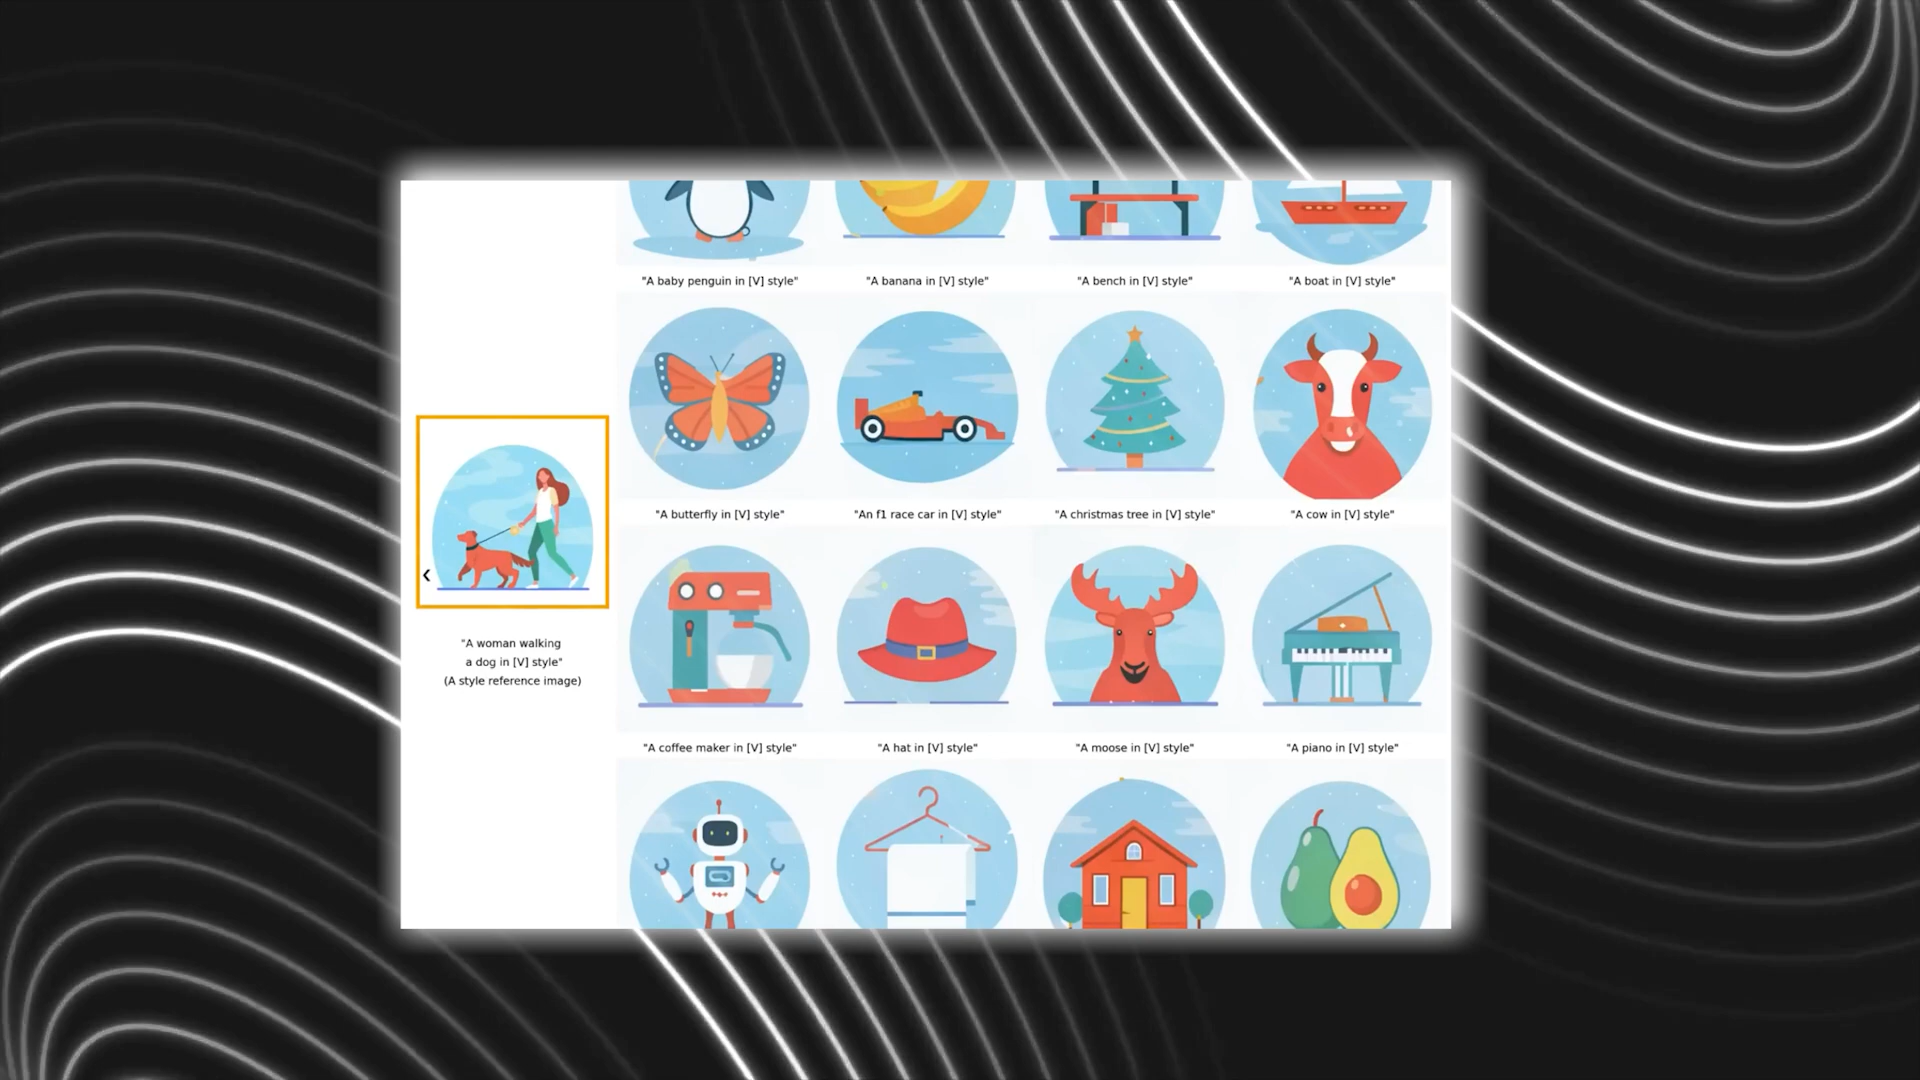 "A baby penguin in [V] style"
"A banana in [V] style"
"A bench in [V] style"
"A boat in [V] style"
"A butterfly in [V] style"
"An f1 race car in [V] style"
"A christmas tree in [V] style"
"A cow in [V] style"
"A woman walking
a dog in [V] style"
(A style reference image)
"A coffee maker in [V] style"
"A hat in [V] style"
"A moose in [V] style"
"A piano in [V] style"